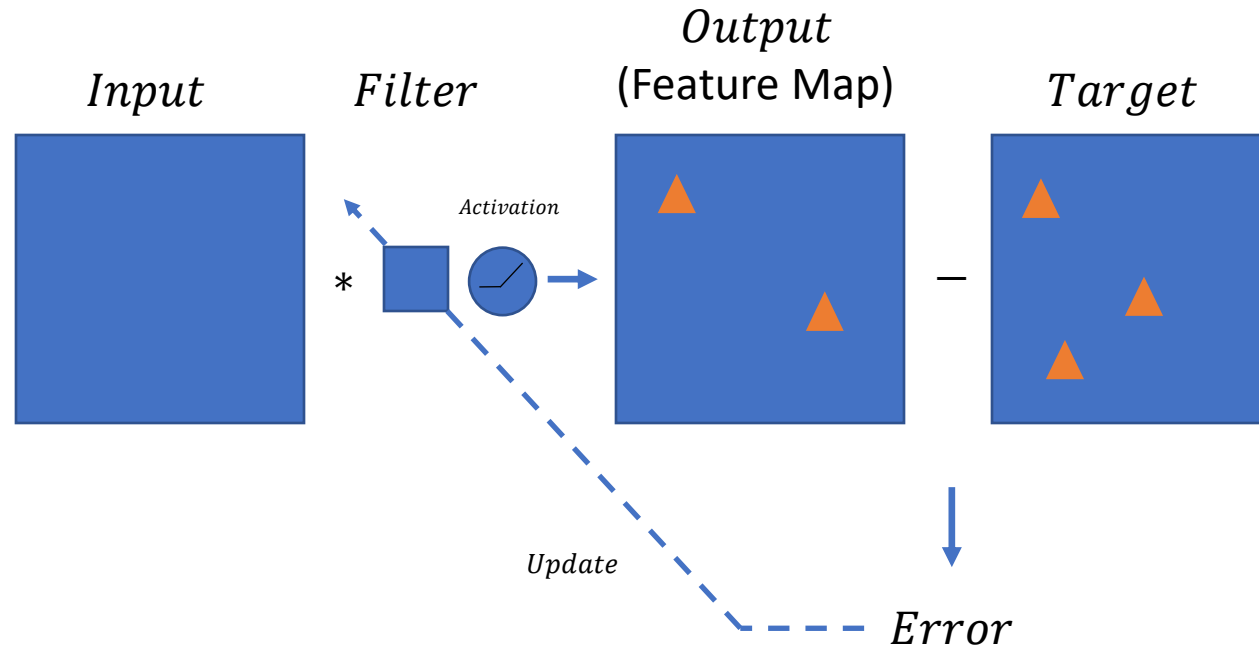 Input
Filter
Output
(Feature Map)
Target
Activation
*
−
Update
Error